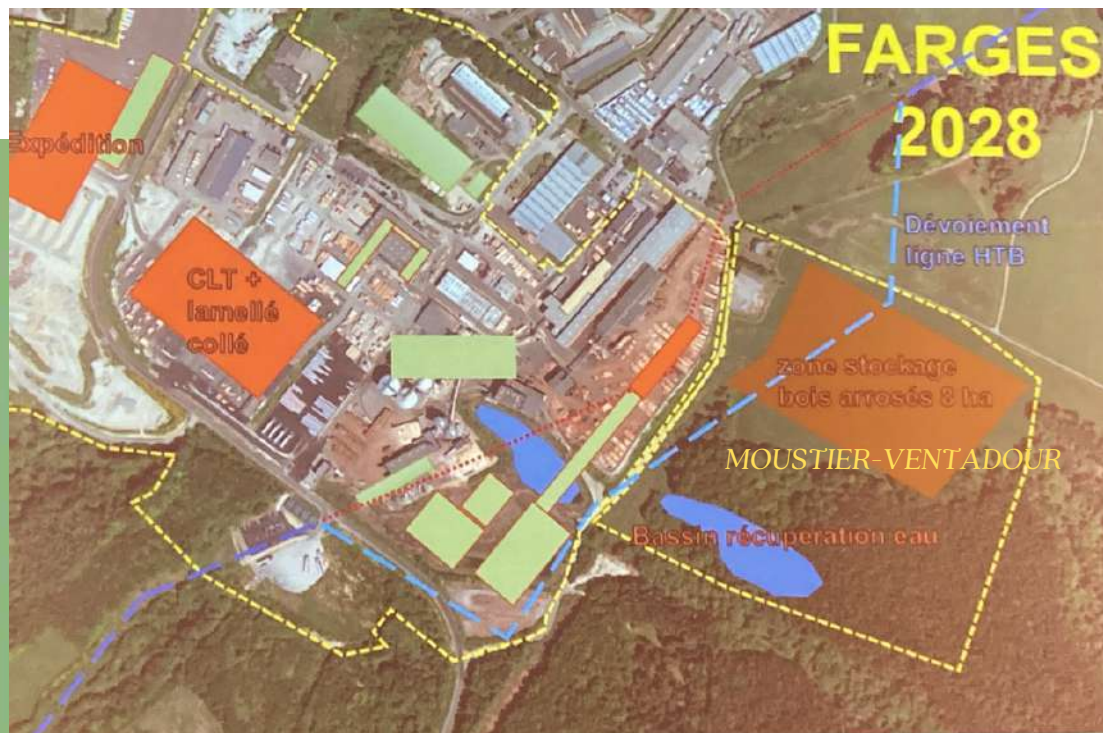 FARGES
2028
Expédition
Dévoiement
ligne HTB
CLT +
lamellé
collé
zone stockage
bois arrosés 8 ha
MOUSTIER-VENTADOUR
Bassin récuperation eau